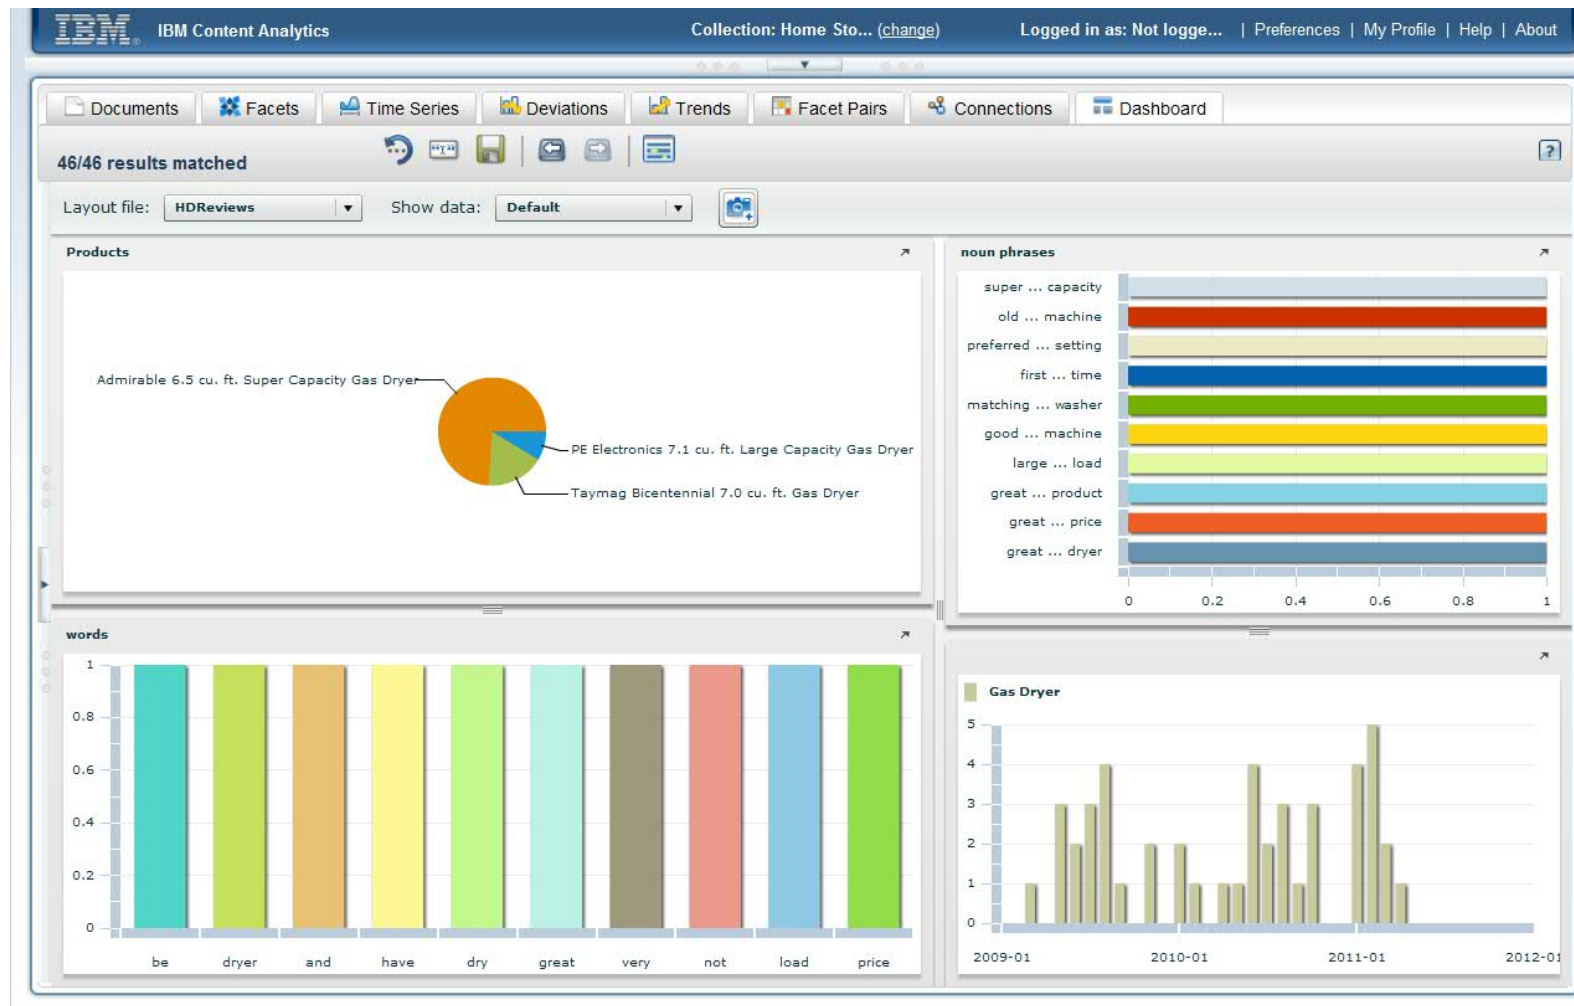 IBM® IBM Content Analytics Collection: Home Sto... (change) Logged in as: Not logge... | Preferences | My Profile | Help | About
Documents Facets Time Series Deviations Trends Facet Pairs Connections Dashboard
46/46 results matched ?
Layout file: HDReviews Show data: Default
Products
Admirable 6.5 cu. ft. Super Capacity Gas Dryer
PE Electronics 7.1 cu. ft. Large Capacity Gas Dryer
Taymag Bicentennial 7.0 cu. ft. Gas Dryer
noun phrases
super ... capacity
old ... machine
preferred ... setting
first ... time
matching ... washer
good ... machine
large ... load
great ... product
great ... price
great ... dryer
0 0.2 0.4 0.6 0.8 1
words
1
0.8
0.6
0.4
0.2
0
be dryer and have dry great very not load price
Gas Dryer
5
4
3
2
1
0
2009-01 2010-01 2011-01 2012-01